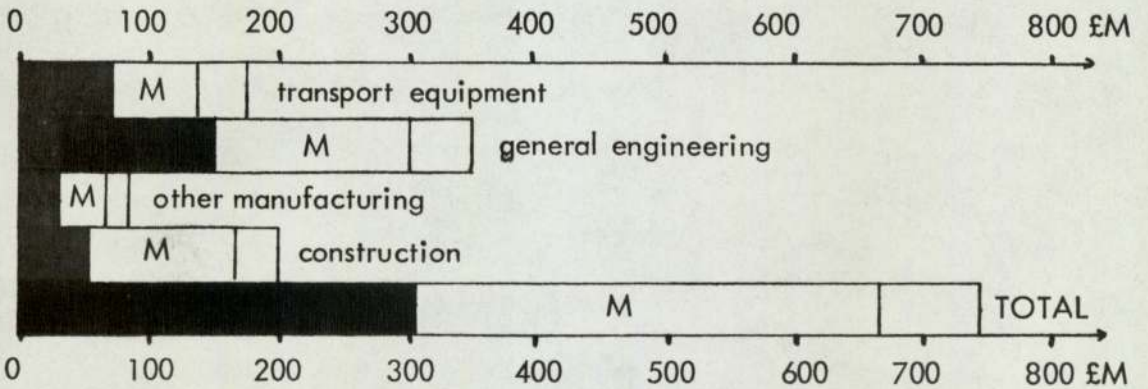 0 100 200 300 400 500 600 700 800 £M
M transport equipment
M general engineering
M other manufacturing
M construction
M TOTAL
0 100 200 300 400 500 600 700 800 £M